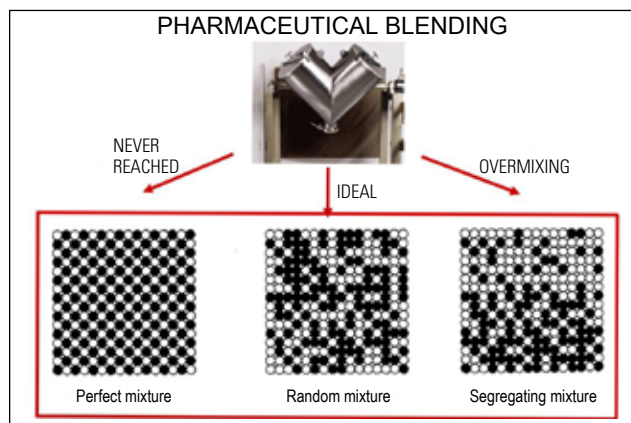 PHARMACEUTICAL BLENDING
NEVER
REACHED
IDEAL
OVERMIXING
Perfect mixture
Random mixture
Segregating mixture